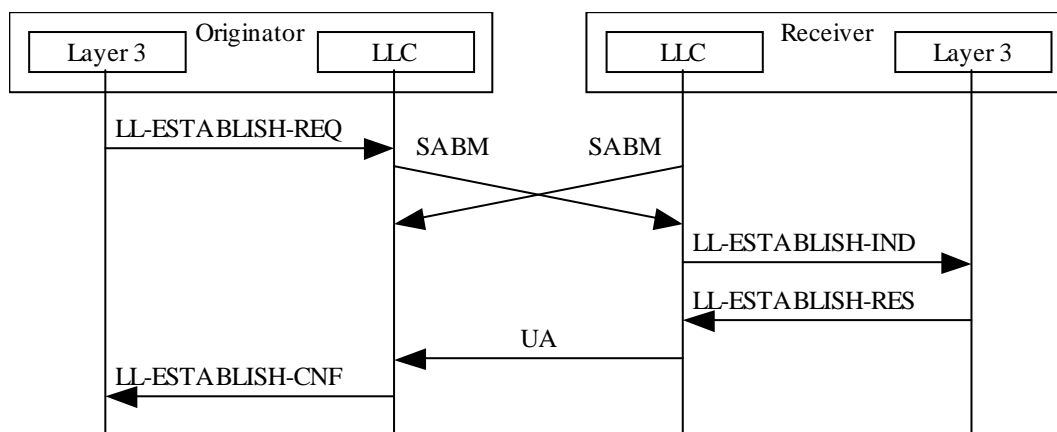 Originator
Receiver
Layer 3
LLC
LLC
Layer 3
LL-ESTABLISH-REQ
SABM
SABM
LL-ESTABLISH-IND
LL-ESTABLISH-RES
UA
LL-ESTABLISH-CNF